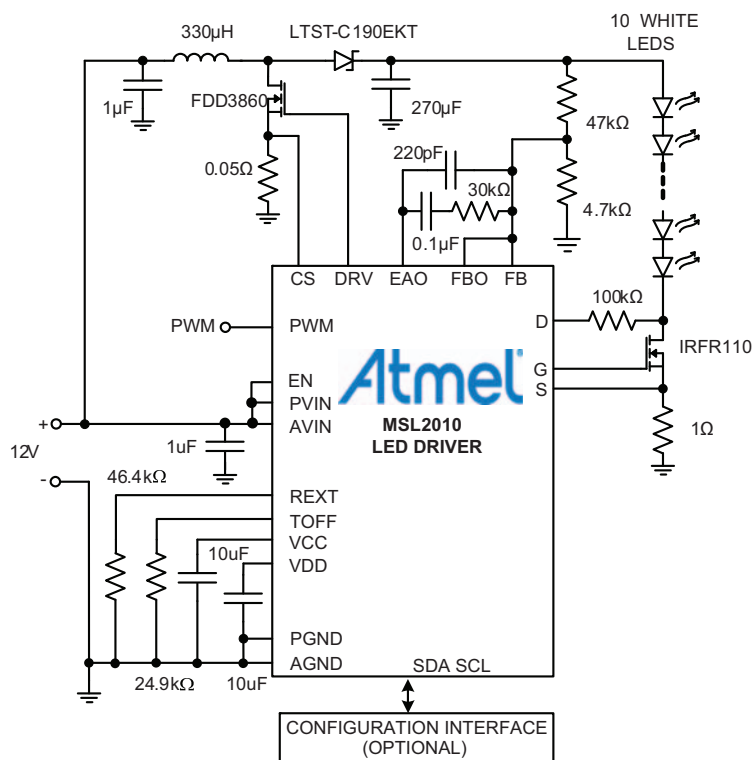 330µH
LTST-C190EKT
10 WHITE
LEDS
1µF
FDD3860
270µF
47kΩ
0.05Ω
220pF
30kΩ
4.7kΩ
0.1µF
CS DRV EAO FBO FB
100kΩ
PWM PWM
D
IRFR110
EN
G
PVIN
Atmel
S
AVIN
MSL2010
+
LED DRIVER
1uF
1Ω
12V
-
46.4kΩ
REXT
TOFF
VCC
10uF
VDD
PGND
AGND
SDA SCL
24.9kΩ
10uF
CONFIGURATION INTERFACE
(OPTIONAL)